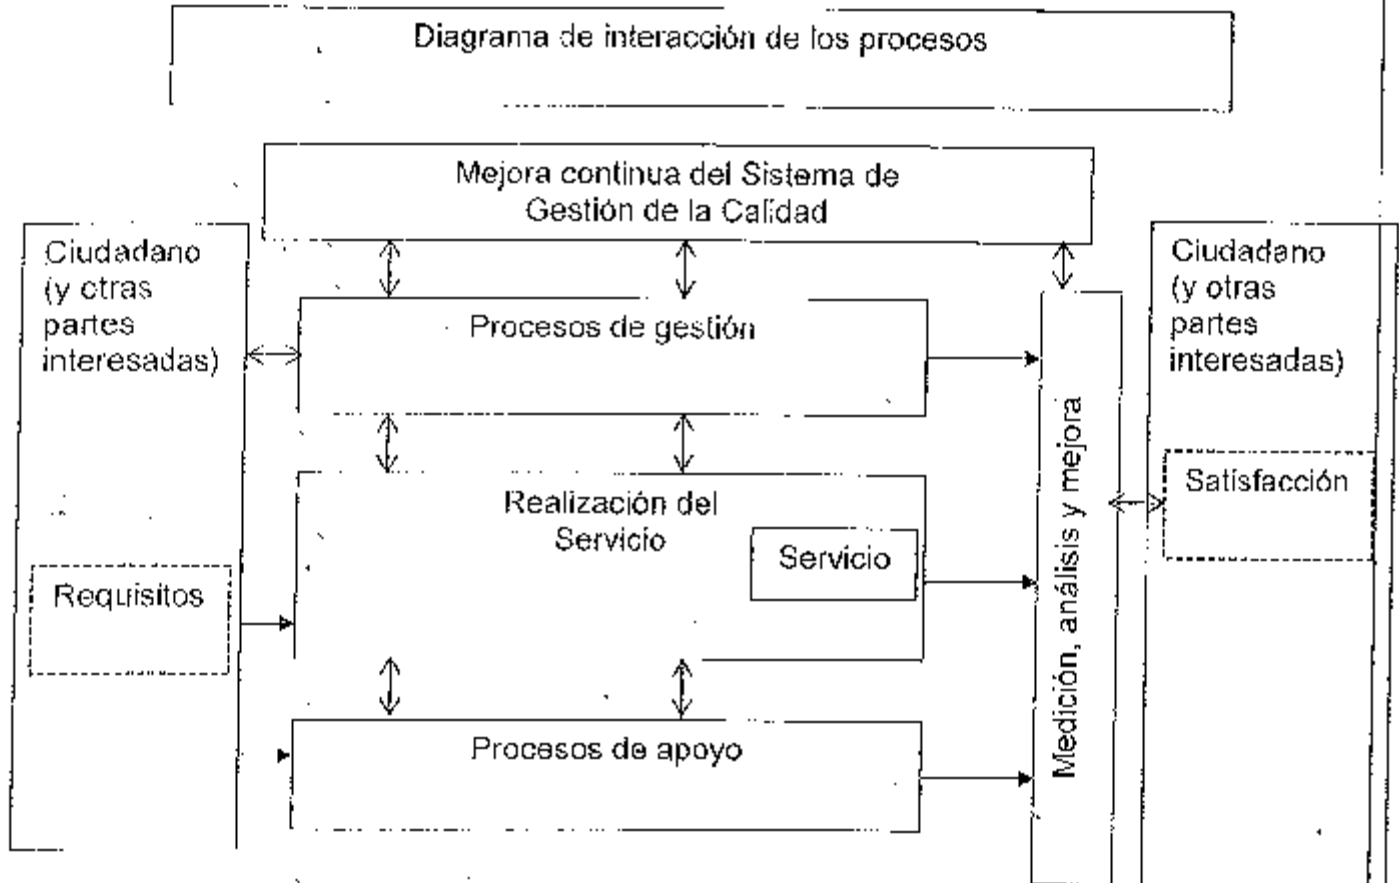 Diagrama de interacción de los procesos
Mejora continua del Sistema de
Gestión de la Calidad
Ciudadano
(y otras
partes
interesadas)
Requisitos
Procesos de gestión
Realización del
Servicio
Servicio
Procesos de apoyo
Medición, análisis y mejora
Ciudadano
(y otras
partes
interesadas)
Satisfacción